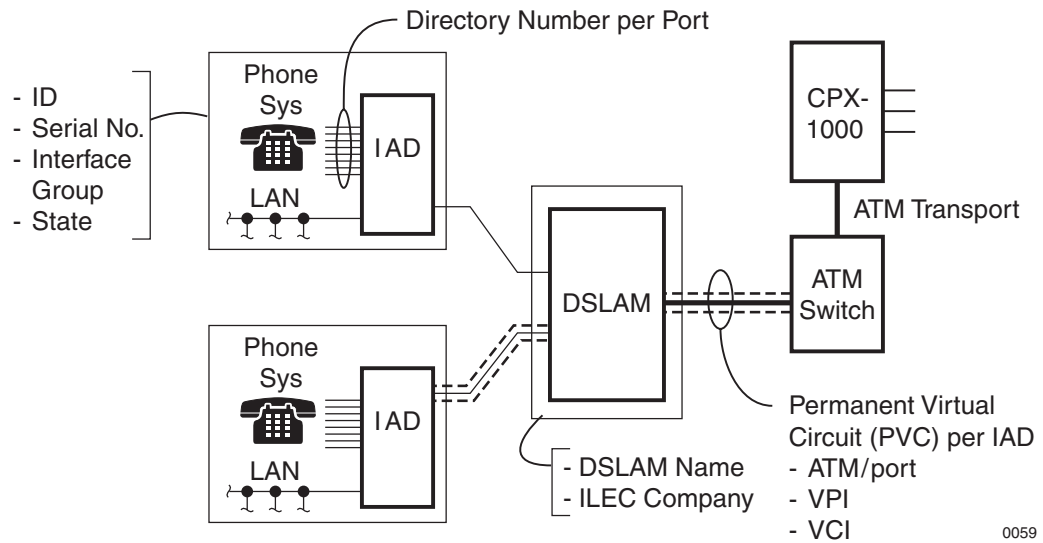 Directory Number per Port
- ID
- Serial No.
- Interface
Group
- State
Phone
Sys
IAD
LAN
CPX-
1000
ATM Transport
ATM
Switch
DSLAM
Phone
Sys
IAD
LAN
- DSLAM Name
- ILEC Company
Permanent Virtual
Circuit (PVC) per IAD
- ATM/port
- VPI
- VCI
0059